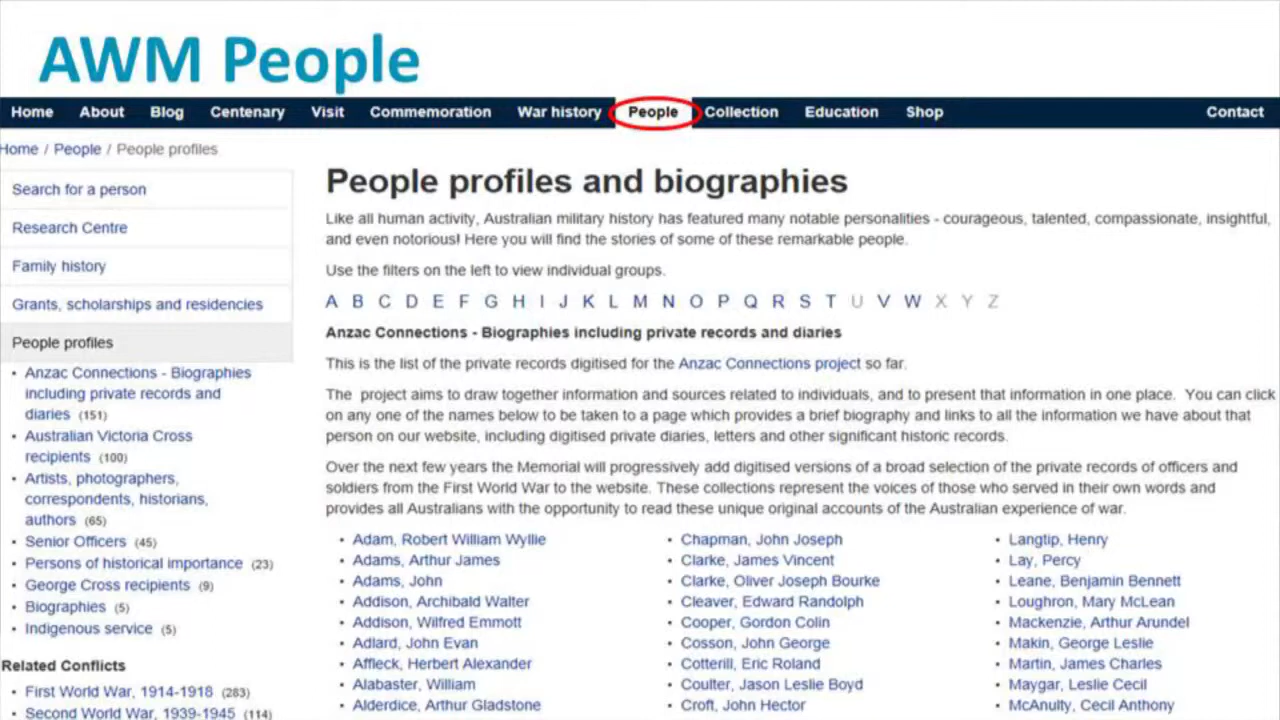 AWM People
Home About Blog Centenary Visit Commemoration War history People Collection Education Shop Contact
Home / People / People profiles
Search for a person
Research Centre
Family history
Grants, scholarships and residencies
People profiles
• Anzac Connections - Biographies
including private records and
diaries (151)
• Australian Victoria Cross
recipients (100)
• Artists, photographers,
correspondents, historians,
authors (65)
• Senior Officers (45)
• Persons of historical importance (23)
• George Cross recipients (9)
• Biographies (5)
• Indigenous service (5)
Related Conflicts
• First World War, 1914-1918 (283)
• Second World War, 1939-1945 (114)
People profiles and biographies
Like all human activity, Australian military history has featured many notable personalities - courageous, talented, compassionate, insightful,
and even notorious! Here you will find the stories of some of these remarkable people.
Use the filters on the left to view individual groups.
A B C D E F G H I J K L M N O P Q R S T U V W X Y Z
Anzac Connections - Biographies including private records and diaries
This is the list of the private records digitised for the Anzac Connections project so far.
The project aims to draw together information and sources related to individuals, and to present that information in one place. You can click
on any one of the names below to be taken to a page which provides a brief biography and links to all the information we have about that
person on our website, including digitised private diaries, letters and other significant historic records.
Over the next few years the Memorial will progressively add digitised versions of a broad selection of the private records of officers and
soldiers from the First World War to the website. These collections represent the voices of those who served in their own words and
provides all Australians with the opportunity to read these unique original accounts of the Australian experience of war.
• Adam, Robert William Wyllie
• Adams, Arthur James
• Adams, John
• Addison, Archibald Walter
• Addison, Wilfred Emmott
• Adlard, John Evan
• Affleck, Herbert Alexander
• Alabaster, William
• Alderdice, Arthur Gladstone
• Chapman, John Joseph
• Clarke, James Vincent
• Clarke, Oliver Joseph Bourke
• Cleaver, Edward Randolph
• Cooper, Gordon Colin
• Cosson, John George
• Cotterill, Eric Roland
• Coulter, Jason Leslie Boyd
• Croft, John Hector
• Langtip, Henry
• Lay, Percy
• Leane, Benjamin Bennett
• Loughron, Mary McLean
• Mackenzie, Arthur Arundel
• Makin, George Leslie
• Martin, James Charles
• Maygar, Leslie Cecil
• McAnulty, Cecil Anthony